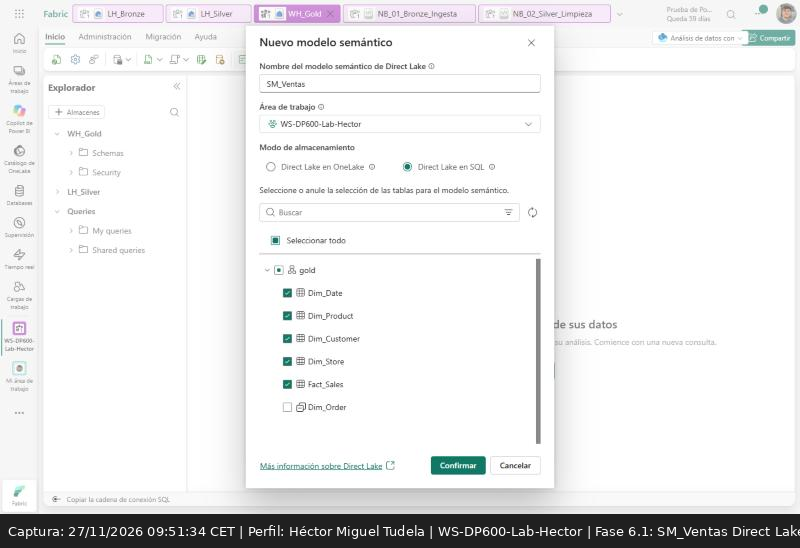 Fabric
LH_Bronze
LH_Silver
WH_Gold
NB_01_Bronze_Ingesta
NB_02_Silver_Limpieza
Prueba de Po...
Queda 59 días
Inicio
Administración
Migración
Ayuda
Análisis de datos con
Compartir
Inicio
Áreas de trabajo
Copilot de Power BI
Catálogo de OneLake
Databases
Supervisión
Tiempo real
Cargas de trabajo
WS-DP600-Lab-Hector
Mi área de trabajo
Fabric
Explorador
Almacenes
WH_Gold
Schemas
Security
LH_Silver
Queries
My queries
Shared queries
Nuevo modelo semántico
Nombre del modelo semántico de Direct Lake
SM_Ventas
Área de trabajo
WS-DP600-Lab-Hector
Modo de almacenamiento
Direct Lake en OneLake
Direct Lake en SQL
Seleccione o anule la selección de las tablas para el modelo semántico.
Buscar
Seleccionar todo
gold
Dim_Date
Dim_Product
Dim_Customer
Dim_Store
Fact_Sales
Dim_Order
Más información sobre Direct Lake
Confirmar
Cancelar
de sus datos
su análisis. Comience con una nueva consulta.
Copiar la cadena de conexión SQL
Captura: 27/11/2026 09:51:34 CET | Perfil: Héctor Miguel Tudela | WS-DP600-Lab-Hector | Fase 6.1: SM_Ventas Direct Lake